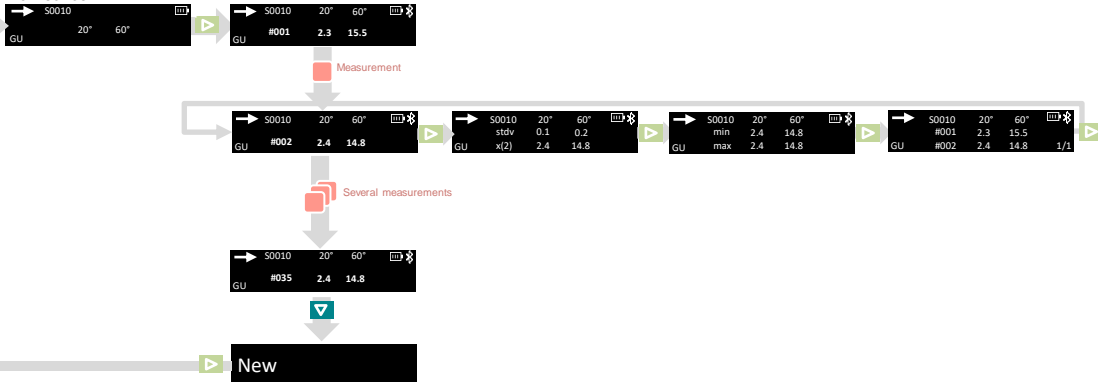 S0010
20° 60°
GU
S0010 20° 60°
#001 2.3 15.5
GU
Measurement
S0010 20° 60°
#002 2.4 14.8
GU
S0010 20° 60°
stdv 0.1 0.2
GU x(2) 2.4 14.8
S0010 20° 60°
min 2.4 14.8
GU max 2.4 14.8
S0010 20° 60°
#001 2.3 15.5
GU #002 2.4 14.8 1/1
Several measurements
S0010 20° 60°
#035 2.4 14.8
GU
New